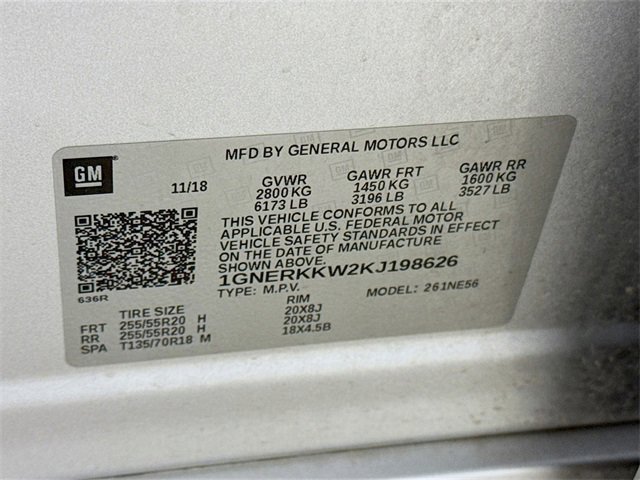 MFD BY GENERAL MOTORS LLC
GM
11/18 GVWR GAWR FRT GAWR RR
2800 KG 1450 KG 1600 KG
6173 LB 3196 LB 3527 LB
THIS VEHICLE CONFORMS TO ALL
APPLICABLE U.S. FEDERAL MOTOR
VEHICLE SAFETY STANDARDS IN EFFECT
ON THE DATE OF MANUFACTURE
SHOWN ABOVE.
1GNERKKW2KJ198626
636R
TYPE: M.P.V. MODEL: 261NE56
TIRE SIZE RIM
FRT 255/55R20 H 20X8J
RR 255/55R20 H 20X8J
SPA T135/70R18 M 18X4.5B